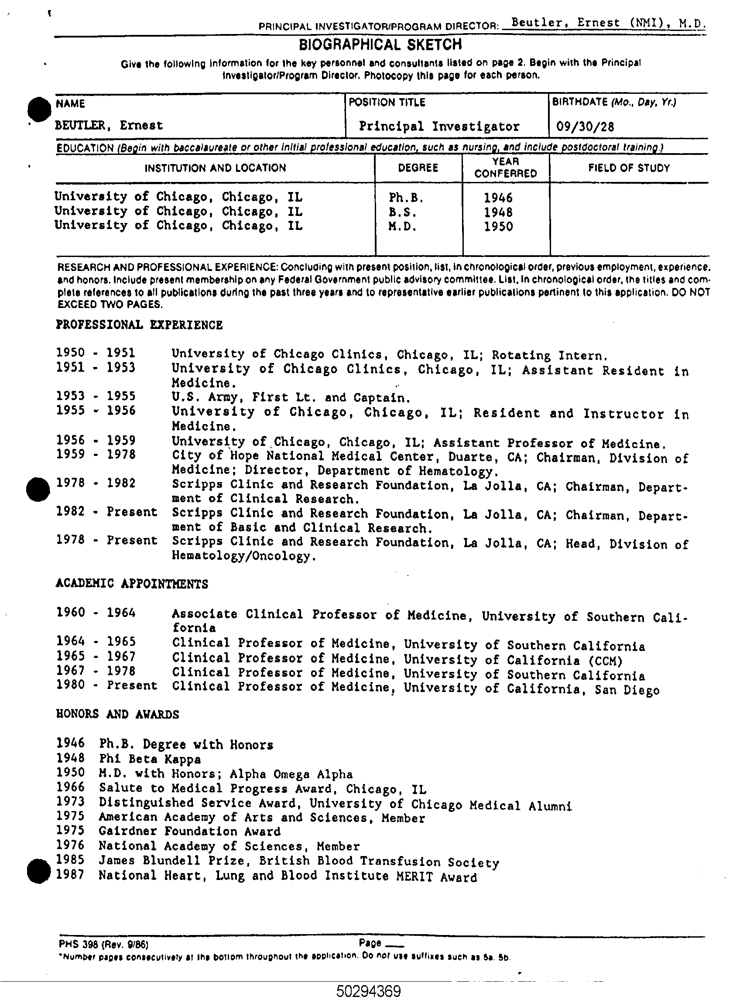 PRINCIPAL INVESTIGATOR/PROGRAM DIRECTOR: Beutler, Ernest (NMI), M.D.
BIOGRAPHICAL SKETCH
Give the following information for the key personnel and consultants listed on page 2. Begin with the Principal
Investigator/Program Director. Photocopy this page for each person.
NAME POSITION TITLE BIRTHDATE (Mo., Day, Yr.)
BEUTLER, Ernest Principal Investigator 09/30/28
EDUCATION (Begin with baccalaureate or other initial professional education, such as nursing, and include postdoctoral training.)
INSTITUTION AND LOCATION DEGREE YEAR CONFERRED FIELD OF STUDY
University of Chicago, Chicago, IL Ph.B. 1946
University of Chicago, Chicago, IL B.S. 1948
University of Chicago, Chicago, IL M.D. 1950
RESEARCH AND PROFESSIONAL EXPERIENCE: Concluding with present position, list, in chronological order, previous employment, experience,
and honors. Include present membership on any Federal Government public advisory committee. List, in chronological order, the titles and com-
plete references to all publications during the past three years and to representative earlier publications pertinent to this application. DO NOT
EXCEED TWO PAGES.
PROFESSIONAL EXPERIENCE
1950 - 1951 University of Chicago Clinics, Chicago, IL; Rotating Intern.
1951 - 1953 University of Chicago Clinics, Chicago, IL; Assistant Resident in
Medicine.
1953 - 1955 U.S. Army, First Lt. and Captain.
1955 - 1956 University of Chicago, Chicago, IL; Resident and Instructor in
Medicine.
1956 - 1959 University of Chicago, Chicago, IL; Assistant Professor of Medicine.
1959 - 1978 City of Hope National Medical Center, Duarte, CA; Chairman, Division of
Medicine; Director, Department of Hematology.
1978 - 1982 Scripps Clinic and Research Foundation, La Jolla, CA; Chairman, Depart-
ment of Clinical Research.
1982 - Present Scripps Clinic and Research Foundation, La Jolla, CA; Chairman, Depart-
ment of Basic and Clinical Research.
1978 - Present Scripps Clinic and Research Foundation, La Jolla, CA; Head, Division of
Hematology/Oncology.
ACADEMIC APPOINTMENTS
1960 - 1964 Associate Clinical Professor of Medicine, University of Southern Cali-
fornia
1964 - 1965 Clinical Professor of Medicine, University of Southern California
1965 - 1967 Clinical Professor of Medicine, University of California (CCM)
1967 - 1978 Clinical Professor of Medicine, University of Southern California
1980 - Present Clinical Professor of Medicine, University of California, San Diego
HONORS AND AWARDS
1946 Ph.B. Degree with Honors
1948 Phi Beta Kappa
1950 M.D. with Honors; Alpha Omega Alpha
1966 Salute to Medical Progress Award, Chicago, IL
1973 Distinguished Service Award, University of Chicago Medical Alumni
1975 American Academy of Arts and Sciences, Member
1975 Gairdner Foundation Award
1976 National Academy of Sciences, Member
1985 James Blundell Prize, British Blood Transfusion Society
1987 National Heart, Lung and Blood Institute MERIT Award
PHS 398 (Rev. 9/86) Page ___
*Number pages consecutively at the bottom throughout the application. Do not use suffixes such as 5a. 5b.
50294369